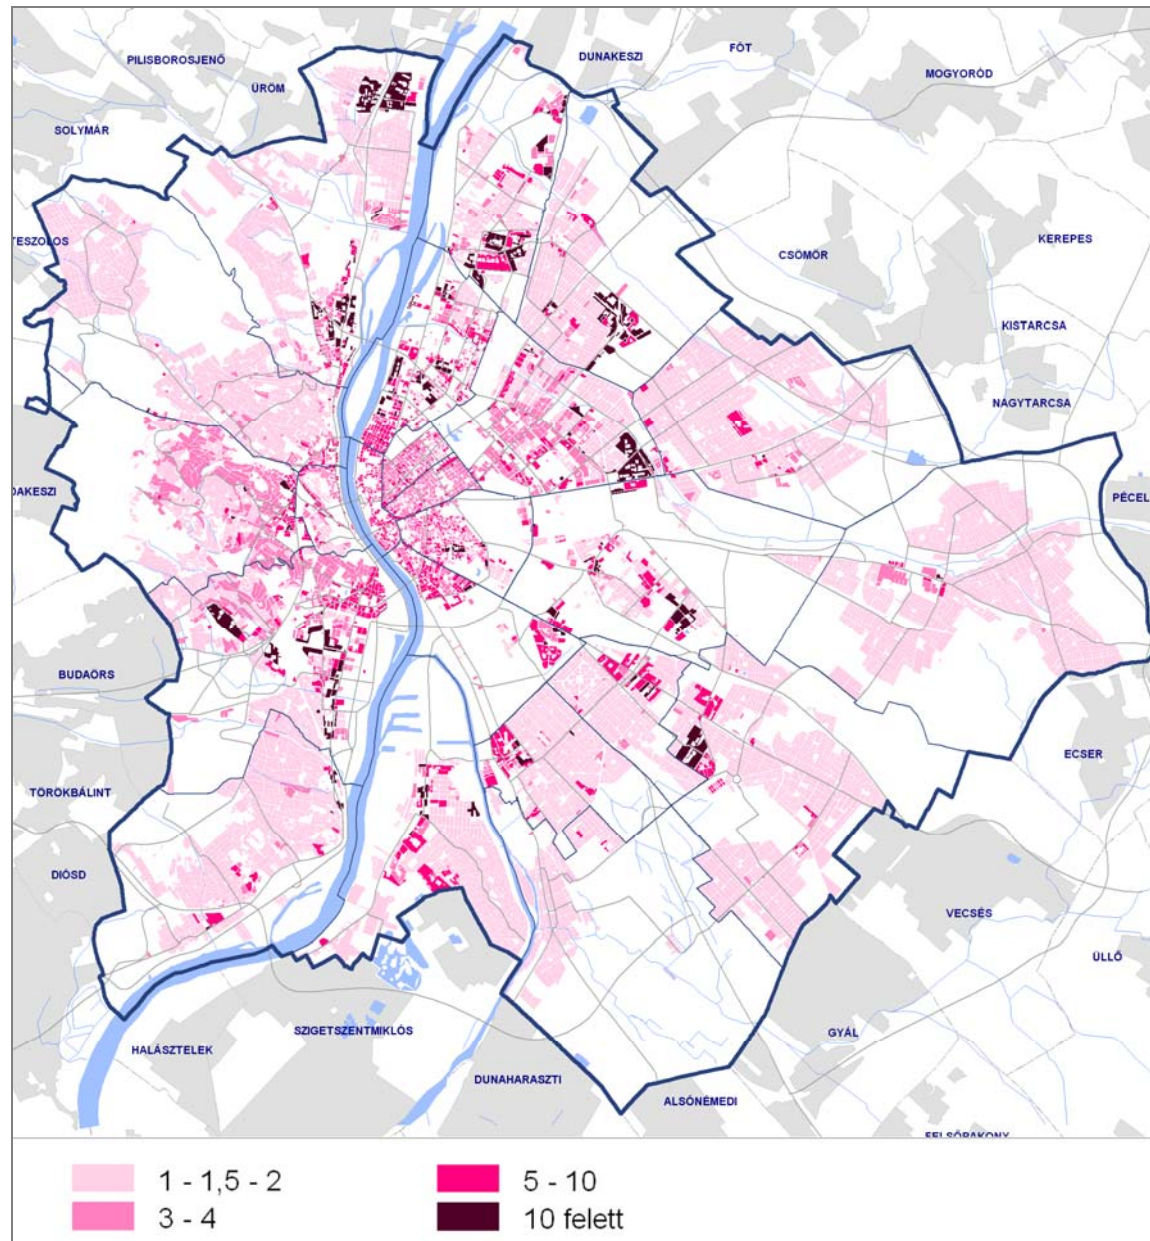 DUNAKESZI
FÓT
PILISBOROSJENŐ
MOGYORÓD
ÜRÖM
SOLYMÁR
TESZOLOS
CSÖMÖR
KEREPES
KISTARCSA
NAGYTARCSA
DAKESZI
PÉCEL
BUDAÖRS
ECSER
TÖRÖKBÁLINT
DIÓSD
VECSÉS
ÜLLŐ
SZIGETSZENTMIKLÓS
GYÁL
HALÁSZTELEK
DUNAHARASZTI
ALSÓNÉMEDI
1 - 1,5 - 2
5 - 10
3 - 4
10 felett